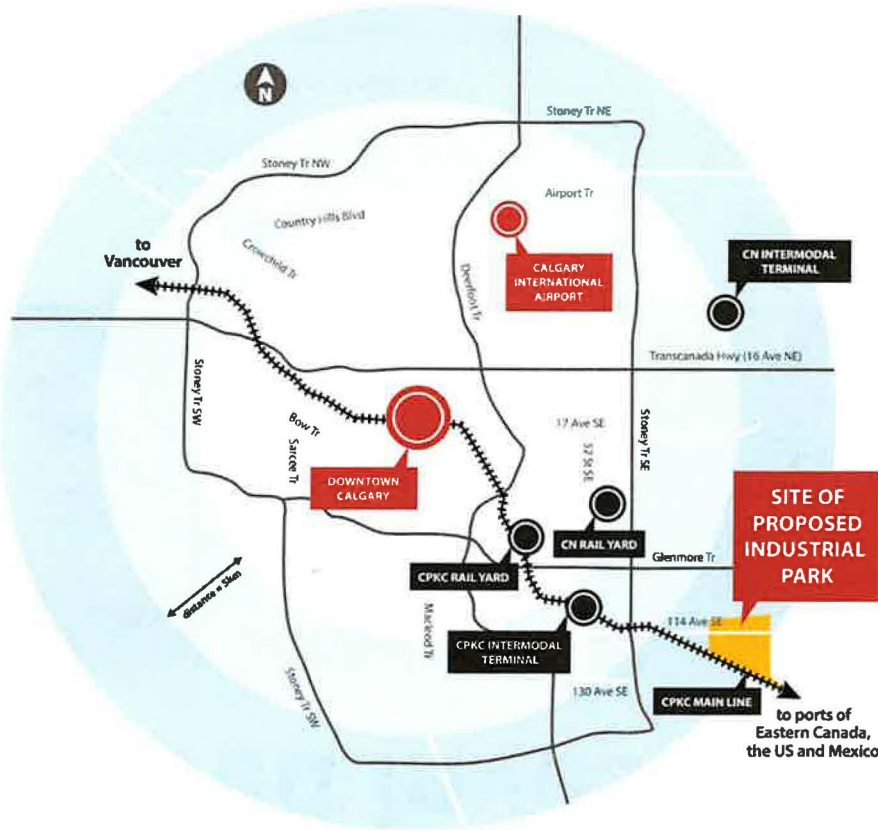 N
Stoney Tr NE
Stoney Tr NW
Airport Tr
Country Hills Blvd
Crowchild Tr
to
Vancouver
CALGARY
INTERNATIONAL
AIRPORT
CN INTERMODAL
TERMINAL
Deerfoot Tr
Transcanada Hwy (16 Ave NE)
Stoney Tr SW
Bow Tr
Sarcee Tr
17 Ave SE
52 St SE
Stoney Tr SE
DOWNTOWN
CALGARY
SITE OF
PROPOSED
INDUSTRIAL
PARK
CN RAIL YARD
Glenmore Tr
CPKC RAIL YARD
distance = 5km
Macleod Tr
114 Ave SE
CPKC INTERMODAL
TERMINAL
Stoney Tr SW
130 Ave SE
CPKC MAIN LINE
to ports of
Eastern Canada,
the US and Mexico